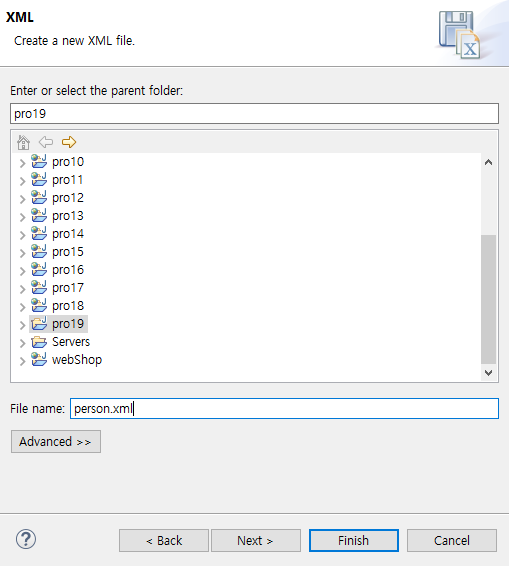 XML
Create a new XML file.
Enter or select the parent folder:
pro19
pro10
pro11
pro12
pro13
pro14
pro15
pro16
pro17
pro18
pro19
Servers
webShop
File name: person.xml
Advanced >>
< Back Next > Finish Cancel